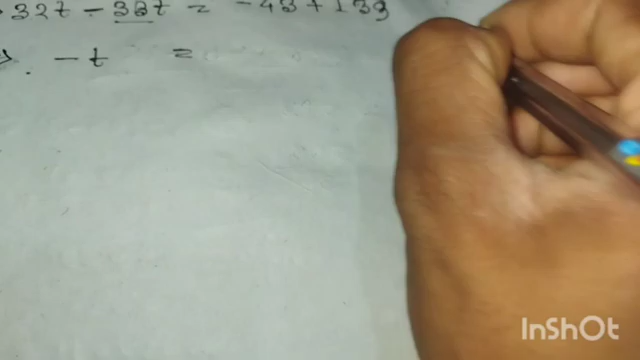 32t - 33t = -43 + 139
⇒ -t =
InShOt